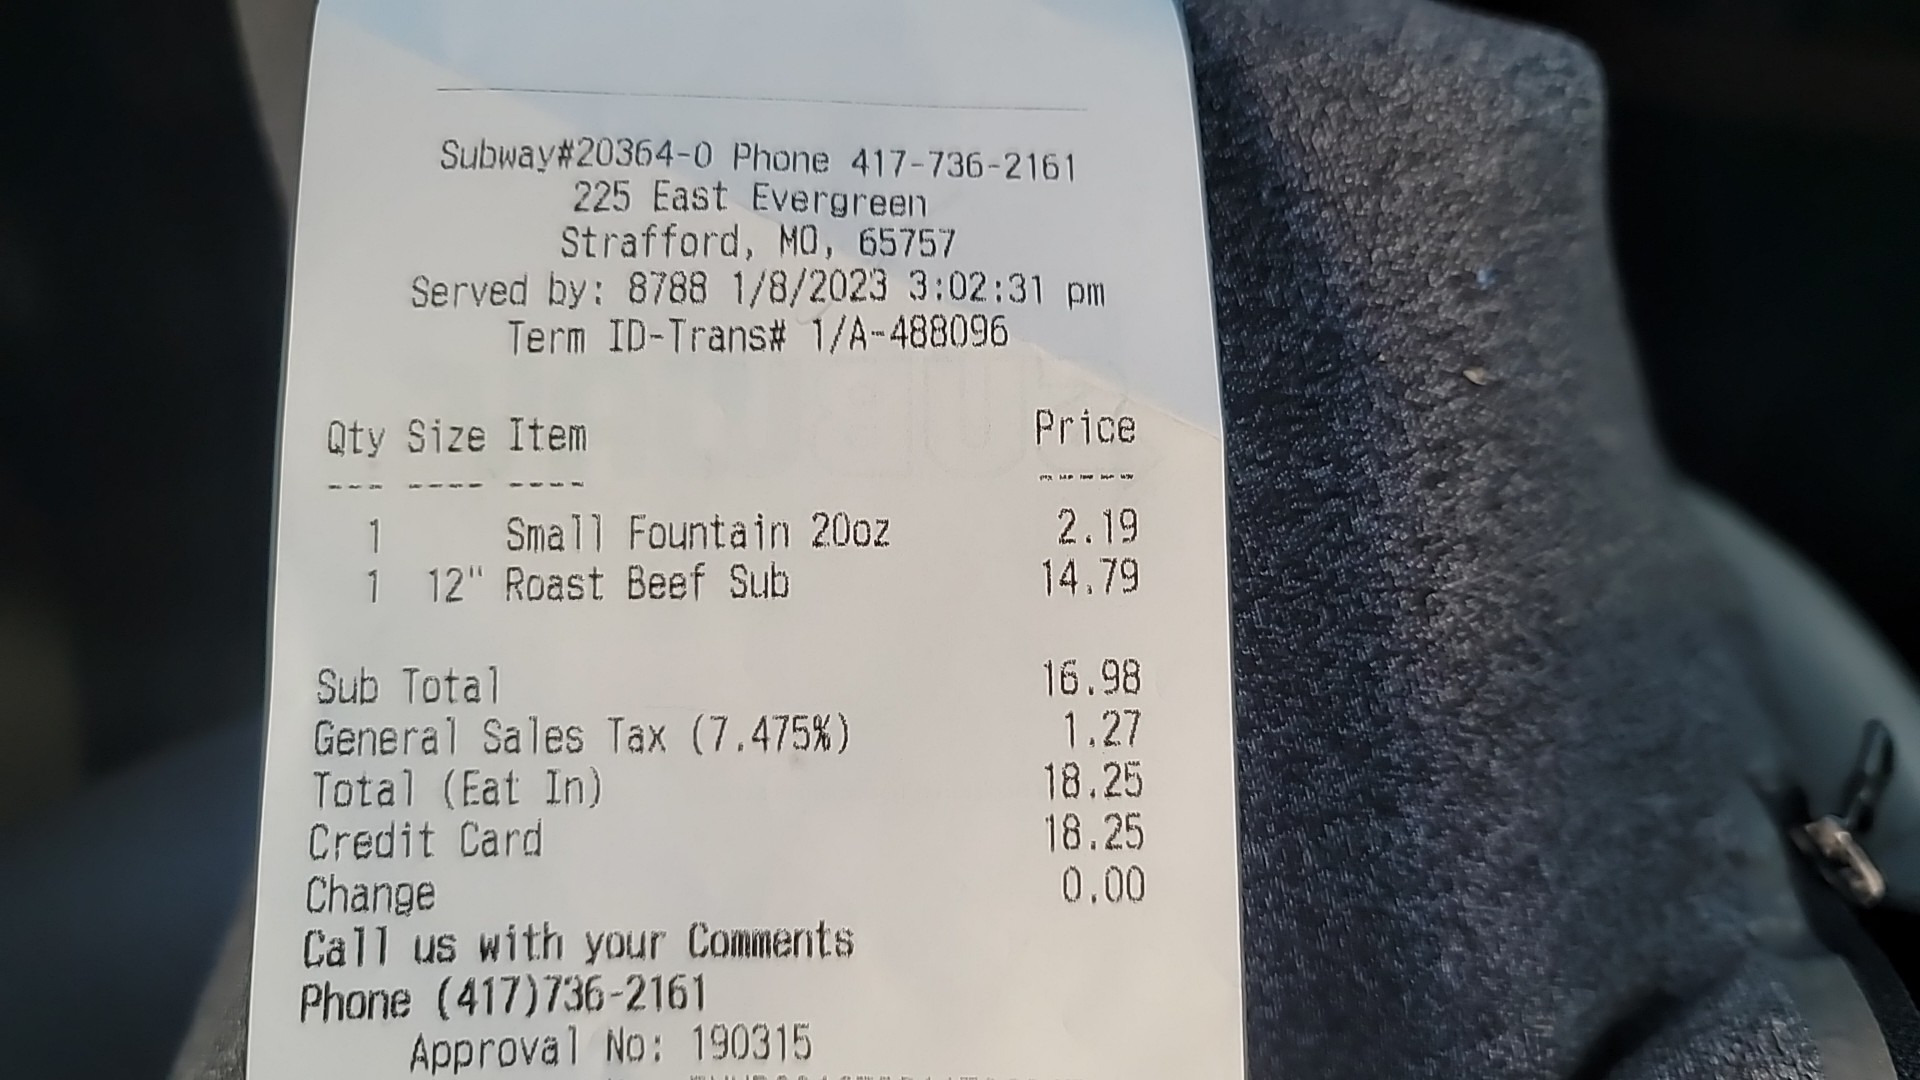 Subway#20364-0 Phone 417-736-2161
225 East Evergreen
Strafford, MO, 65757
Served by: 8788 1/8/2023 3:02:31 pm
Term ID-Trans# 1/A-488096
Qty Size Item Price
--- ---- ---- -----
1 Small Fountain 20oz 2.19
1 12" Roast Beef Sub 14.79
Sub Total 16.98
General Sales Tax (7.475%) 1.27
Total (Eat In) 18.25
Credit Card 18.25
Change 0.00
Call us with your Comments
Phone (417)736-2161
Approval No: 190315